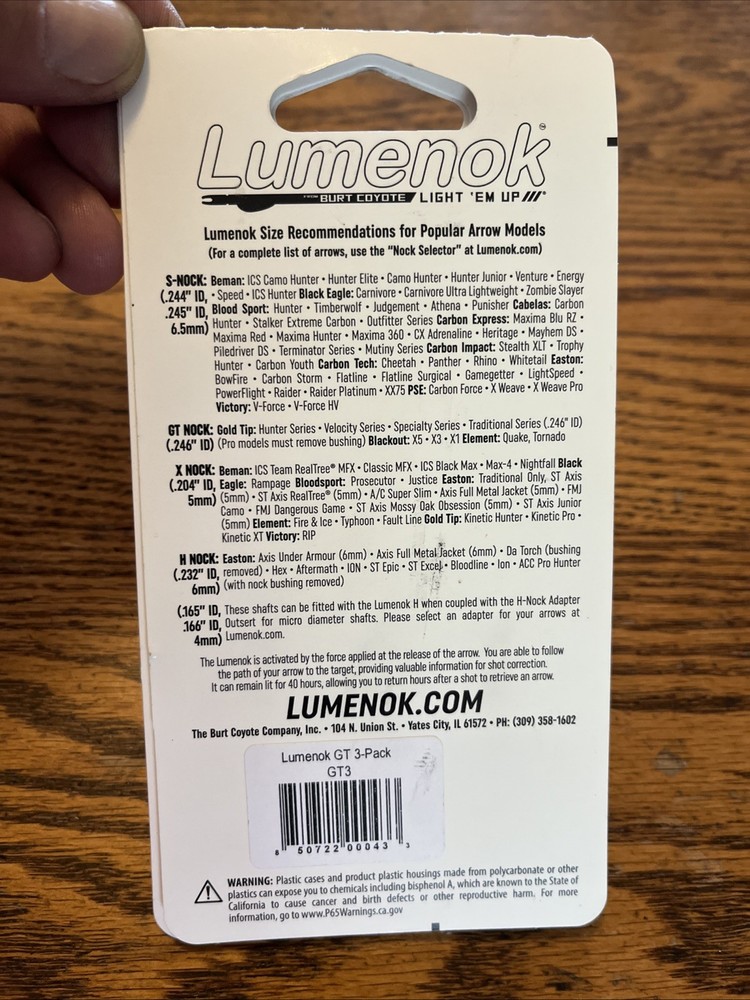 Lumenok™
FROM BURT COYOTE LIGHT 'EM UP ///®
Lumenok Size Recommendations for Popular Arrow Models
(For a complete list of arrows, use the "Nock Selector" at Lumenok.com)
S-NOCK: Beman: ICS Camo Hunter • Hunter Elite • Camo Hunter • Hunter Junior • Venture • Energy
(.244" ID, • Speed • ICS Hunter Black Eagle: Carnivore • Carnivore Ultra Lightweight • Zombie Slayer
.245" ID, Blood Sport: Hunter • Timberwolf • Judgement • Athena • Punisher Cabelas: Carbon
6.5mm) Hunter • Stalker Extreme Carbon • Outfitter Series Carbon Express: Maxima Blu RZ •
Maxima Red • Maxima Hunter • Maxima 360 • CX Adrenaline • Heritage • Mayhem DS •
Piledriver DS • Terminator Series • Mutiny Series Carbon Impact: Stealth XLT • Trophy
Hunter • Carbon Youth Carbon Tech: Cheetah • Panther • Rhino • Whitetail Easton:
BowFire • Carbon Storm • Flatline • Flatline Surgical • Gamegetter • LightSpeed •
PowerFlight • Raider • Raider Platinum • XX75 PSE: Carbon Force • X Weave • X Weave Pro
Victory: V-Force • V-Force HV
GT NOCK: Gold Tip: Hunter Series • Velocity Series • Specialty Series • Traditional Series (.246" ID)
(.246" ID) (Pro models must remove bushing) Blackout: X5 • X3 • X1 Element: Quake, Tornado
X NOCK: Beman: ICS Team RealTree® MFX • Classic MFX • ICS Black Max • Max-4 • Nightfall Black
(.204" ID, Eagle: Rampage Bloodsport: Prosecutor • Justice Easton: Traditional Only, ST Axis
5mm) (5mm) • ST Axis RealTree® (5mm) • A/C Super Slim • Axis Full Metal Jacket (5mm) • FMJ
Camo • FMJ Dangerous Game • ST Axis Mossy Oak Obsession (5mm) • ST Axis Junior
(5mm) Element: Fire & Ice • Typhoon • Fault Line Gold Tip: Kinetic Hunter • Kinetic Pro •
Kinetic XT Victory: RIP
H NOCK: Easton: Axis Under Armour (6mm) • Axis Full Metal Jacket (6mm) • Da Torch (bushing
(.232" ID, removed) • Hex • Aftermath • ION • ST Epic • ST Excel • Bloodline • Ion • ACC Pro Hunter
6mm) (with nock bushing removed)
(.165" ID, These shafts can be fitted with the Lumenok H when coupled with the H-Nock Adapter
.166" ID, Outsert for micro diameter shafts. Please select an adapter for your arrows at
4mm) Lumenok.com.
The Lumenok is activated by the force applied at the release of the arrow. You are able to follow
the path of your arrow to the target, providing valuable information for shot correction.
It can remain lit for 40 hours, allowing you to return hours after a shot to retrieve an arrow.
LUMENOK.COM
The Burt Coyote Company, Inc. • 104 N. Union St. • Yates City, IL 61572 • PH: (309) 358-1602
Lumenok GT 3-Pack
GT3
8 50722 00043 3
WARNING: Plastic cases and product plastic housings made from polycarbonate or other
plastics can expose you to chemicals including bisphenol A, which are known to the State of
California to cause cancer and birth defects or other reproductive harm. For more
information, go to www.P65Warnings.ca.gov